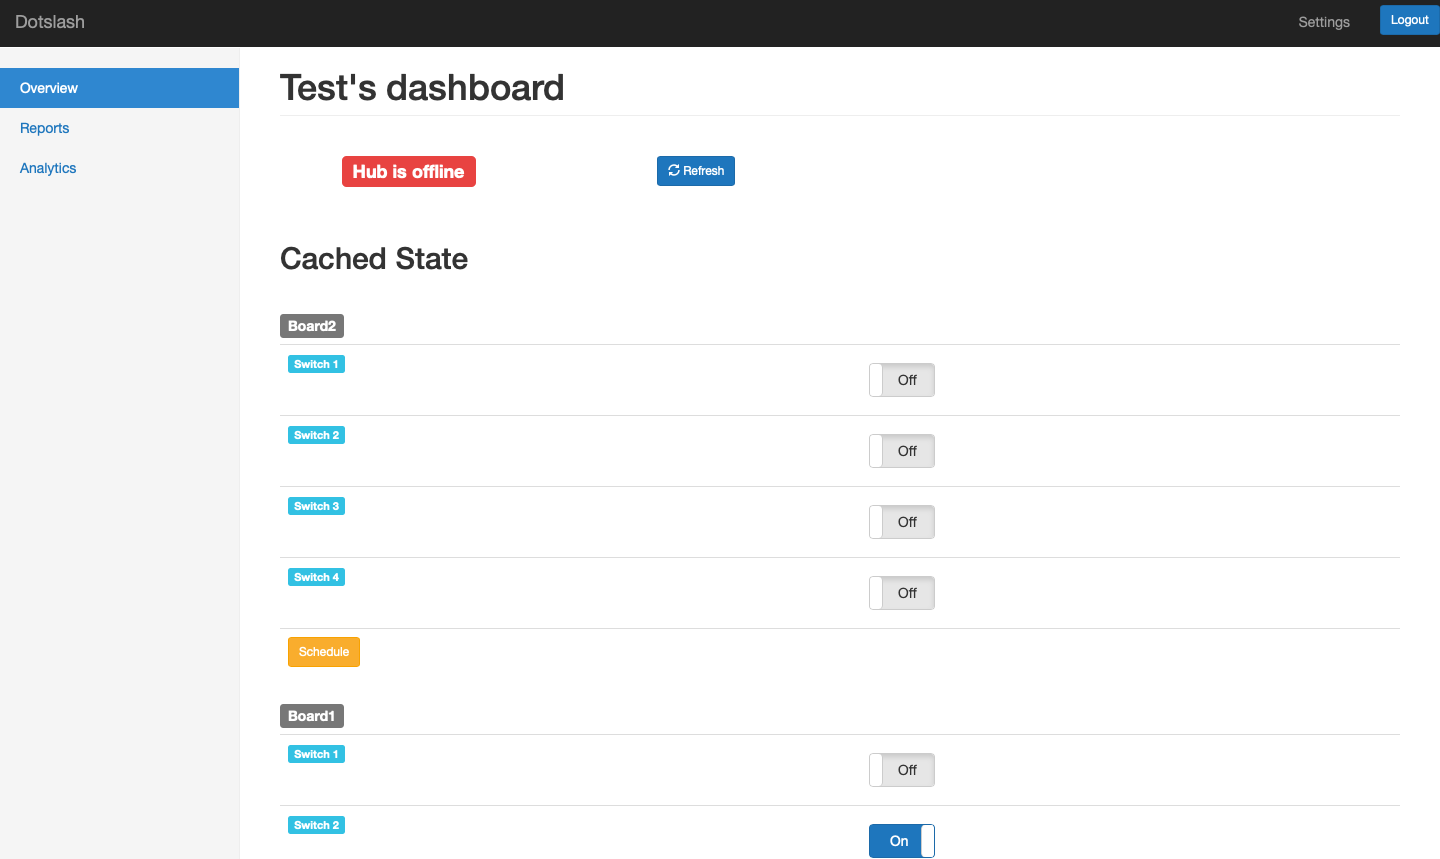 Dotslash
Settings
Logout
Overview
Reports
Analytics
Test's dashboard
Hub is offline
Refresh
Cached State
Board2
Switch 1
Off
Switch 2
Off
Switch 3
Off
Switch 4
Off
Schedule
Board1
Switch 1
Off
Switch 2
On